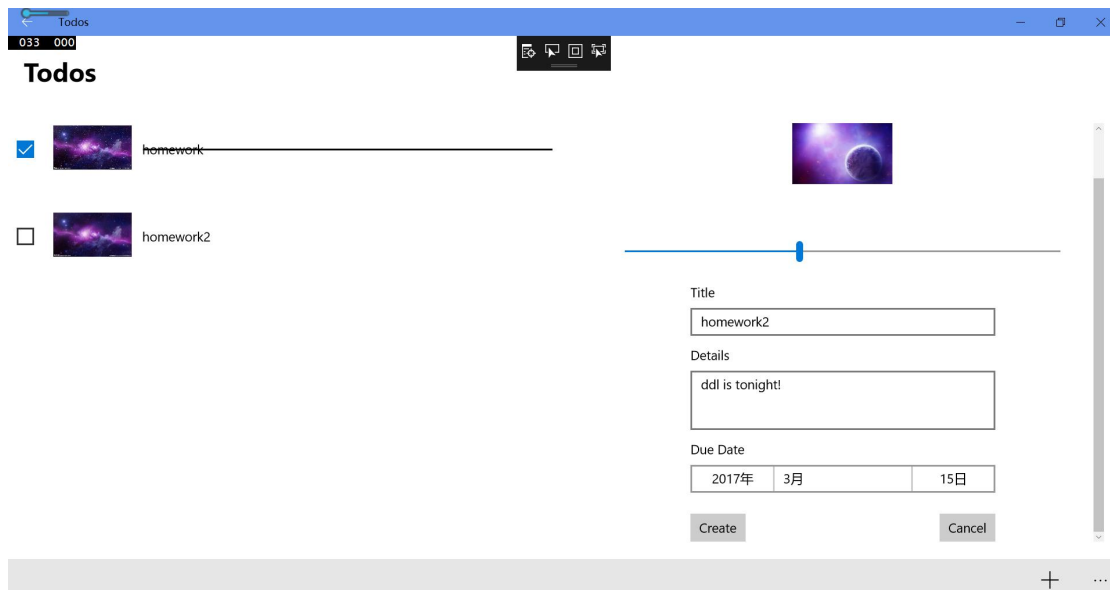 Todos
033 000
Todos
homework
homework2
Title
homework2
Details
ddl is tonight!
Due Date
2017年 3月 15日
Create Cancel